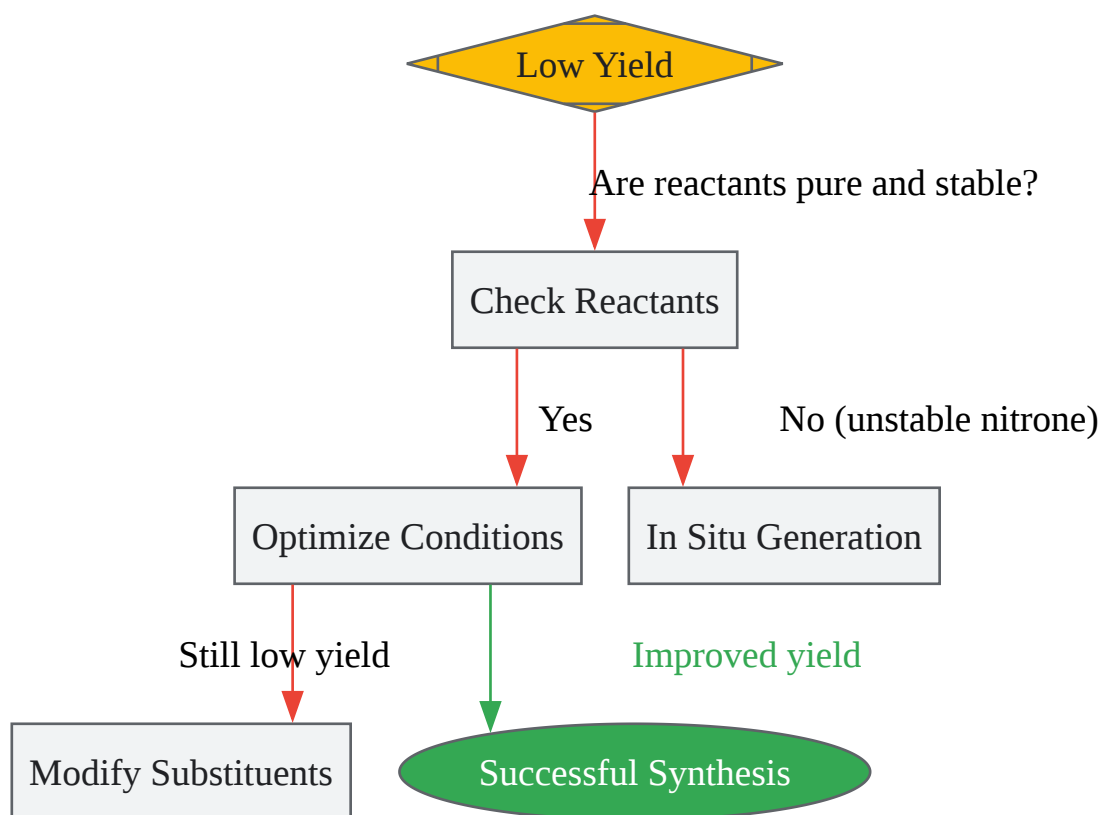 Low Yield
Are reactants pure and stable?
Check Reactants
Yes
No (unstable nitrone)
Optimize Conditions
In Situ Generation
Still low yield
Improved yield
Modify Substituents
Successful Synthesis